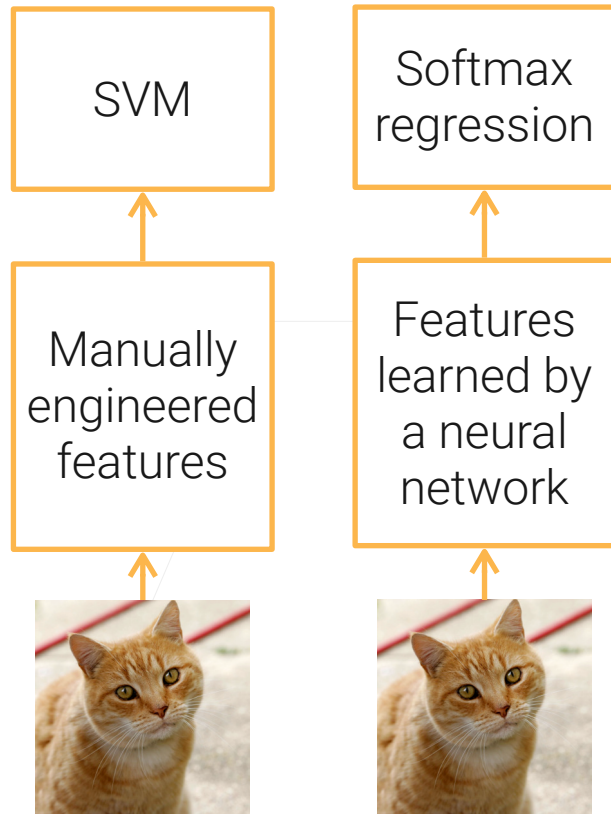 SVM
Softmax
regression
Manually
engineered
features
Features
learned by
a neural
network